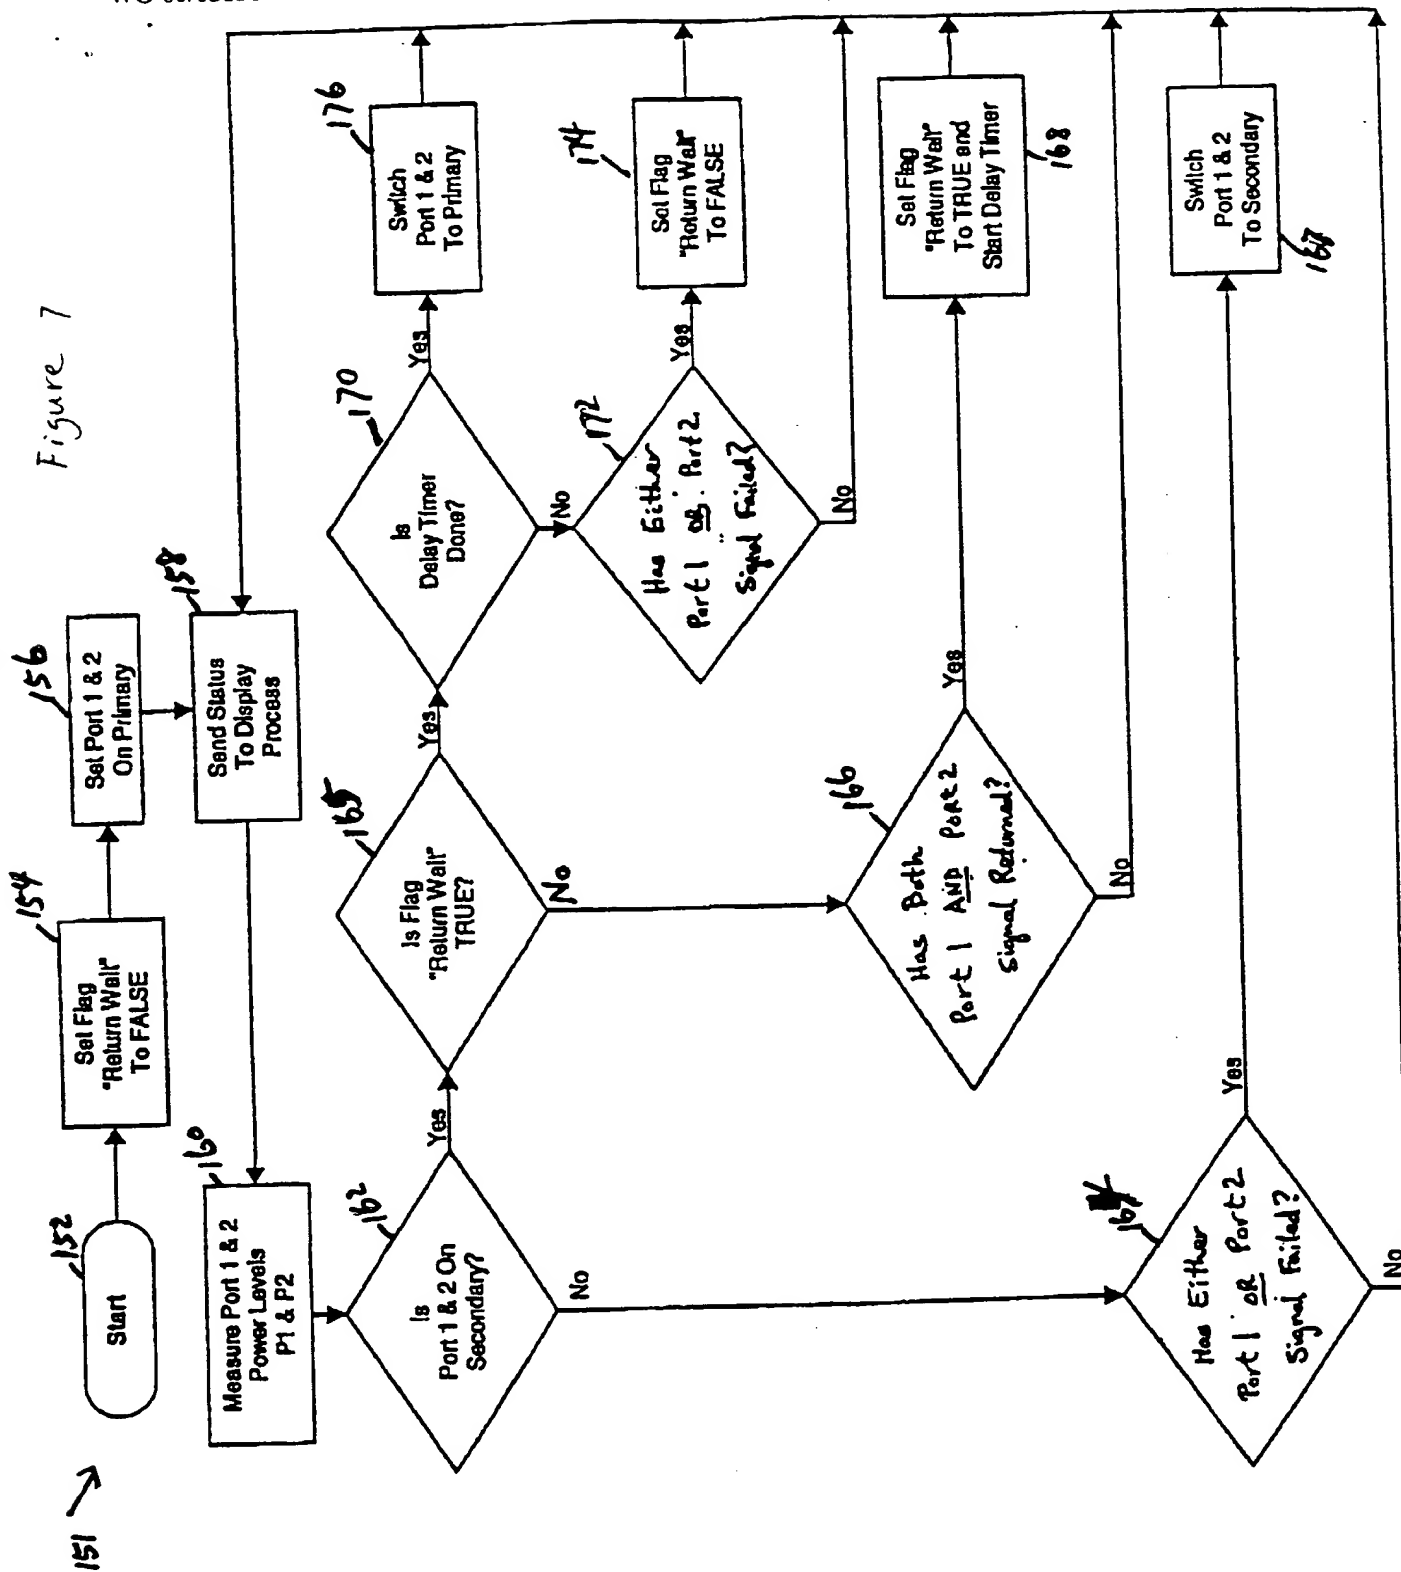 Figure 7
151
152
Start
154
Set Flag
"Return Wait"
To FALSE
156
Set Port 1 & 2
On Primary
158
Send Status
To Display
Process
160
Measure Port 1 & 2
Power Levels
P1 & P2
162
Is
Port 1 & 2 On
Secondary?
Yes
No
165
Is Flag
"Return Wait"
TRUE?
Yes
No
170
Is
Delay Timer
Done?
Yes
No
176
Switch
Port 1 & 2
To Primary
172
Has Either
Port 1 OR Port 2
Signal Failed?
Yes
No
174
Set Flag
"Return Wait"
To FALSE
166
Has Both
Port 1 AND Port 2
Signal Returned?
Yes
No
168
Set Flag
"Return Wait"
To TRUE and
Start Delay Timer
Has Either
Port 1 OR Port 2
Signal Failed?
Yes
No
Switch
Port 1 & 2
To Secondary